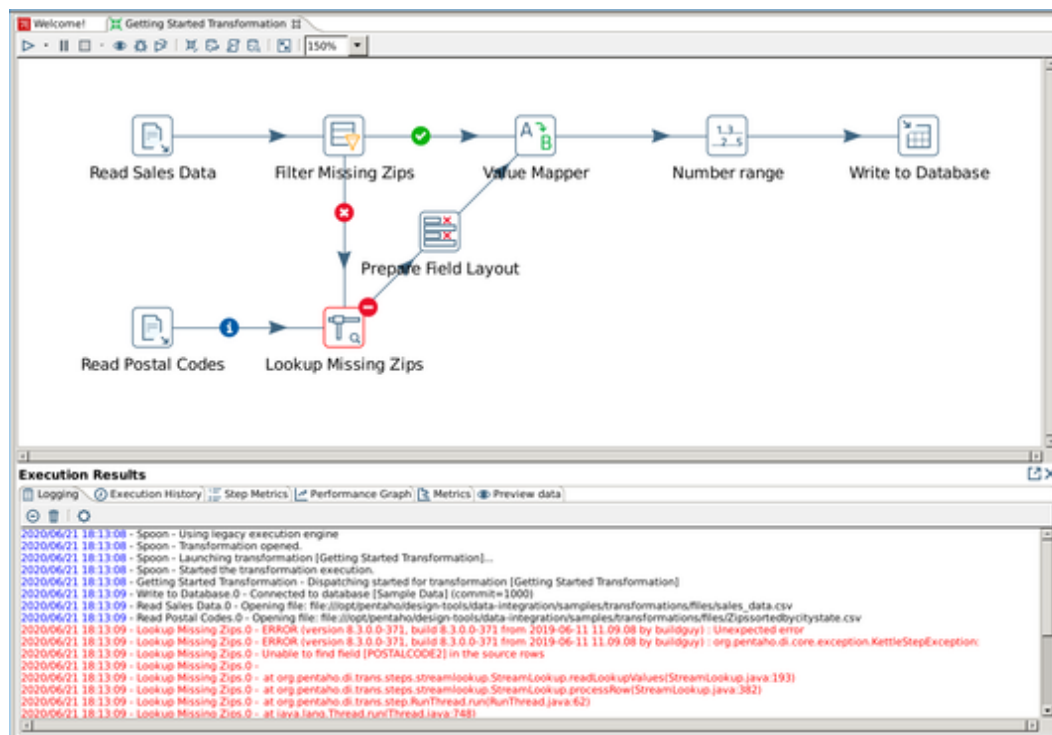 Welcome! Getting Started Transformation
150%
Read Sales Data Filter Missing Zips Value Mapper Number range Write to Database
Prepare Field Layout
Read Postal Codes Lookup Missing Zips
Execution Results
Logging Execution History Step Metrics Performance Graph Metrics Preview data
2020/06/21 18:13:08 - Spoon - Using legacy execution engine
2020/06/21 18:13:08 - Spoon - Transformation opened.
2020/06/21 18:13:08 - Spoon - Launching transformation [Getting Started Transformation]...
2020/06/21 18:13:08 - Spoon - Started the transformation execution.
2020/06/21 18:13:08 - Getting Started Transformation - Dispatching started for transformation [Getting Started Transformation]
2020/06/21 18:13:09 - Write to Database.0 - Connected to database [Sample Data] (commit=1000)
2020/06/21 18:13:09 - Read Sales Data.0 - Opening file: file:///opt/pentaho/design-tools/data-integration/samples/transformations/files/sales_data.csv
2020/06/21 18:13:09 - Read Postal Codes.0 - Opening file: file:///opt/pentaho/design-tools/data-integration/samples/transformations/files/Zipssortedbycitystate.csv
2020/06/21 18:13:09 - Lookup Missing Zips.0 - ERROR (version 8.3.0.0-371, build 8.3.0.0-371 from 2019-06-11 11.09.08 by buildguy) : Unexpected error
2020/06/21 18:13:09 - Lookup Missing Zips.0 - ERROR (version 8.3.0.0-371, build 8.3.0.0-371 from 2019-06-11 11.09.08 by buildguy) : org.pentaho.di.core.exception.KettleStepException:
2020/06/21 18:13:09 - Lookup Missing Zips.0 - Unable to find field [POSTALCODE2] in the source rows
2020/06/21 18:13:09 - Lookup Missing Zips.0 -
2020/06/21 18:13:09 - Lookup Missing Zips.0 - at org.pentaho.di.trans.steps.streamlookup.StreamLookup.readLookupValues(StreamLookup.java:193)
2020/06/21 18:13:09 - Lookup Missing Zips.0 - at org.pentaho.di.trans.steps.streamlookup.StreamLookup.processRow(StreamLookup.java:382)
2020/06/21 18:13:09 - Lookup Missing Zips.0 - at org.pentaho.di.trans.step.RunThread.run(RunThread.java:62)
2020/06/21 18:13:09 - Lookup Missing Zips.0 - at java.lang.Thread.run(Thread.java:748)